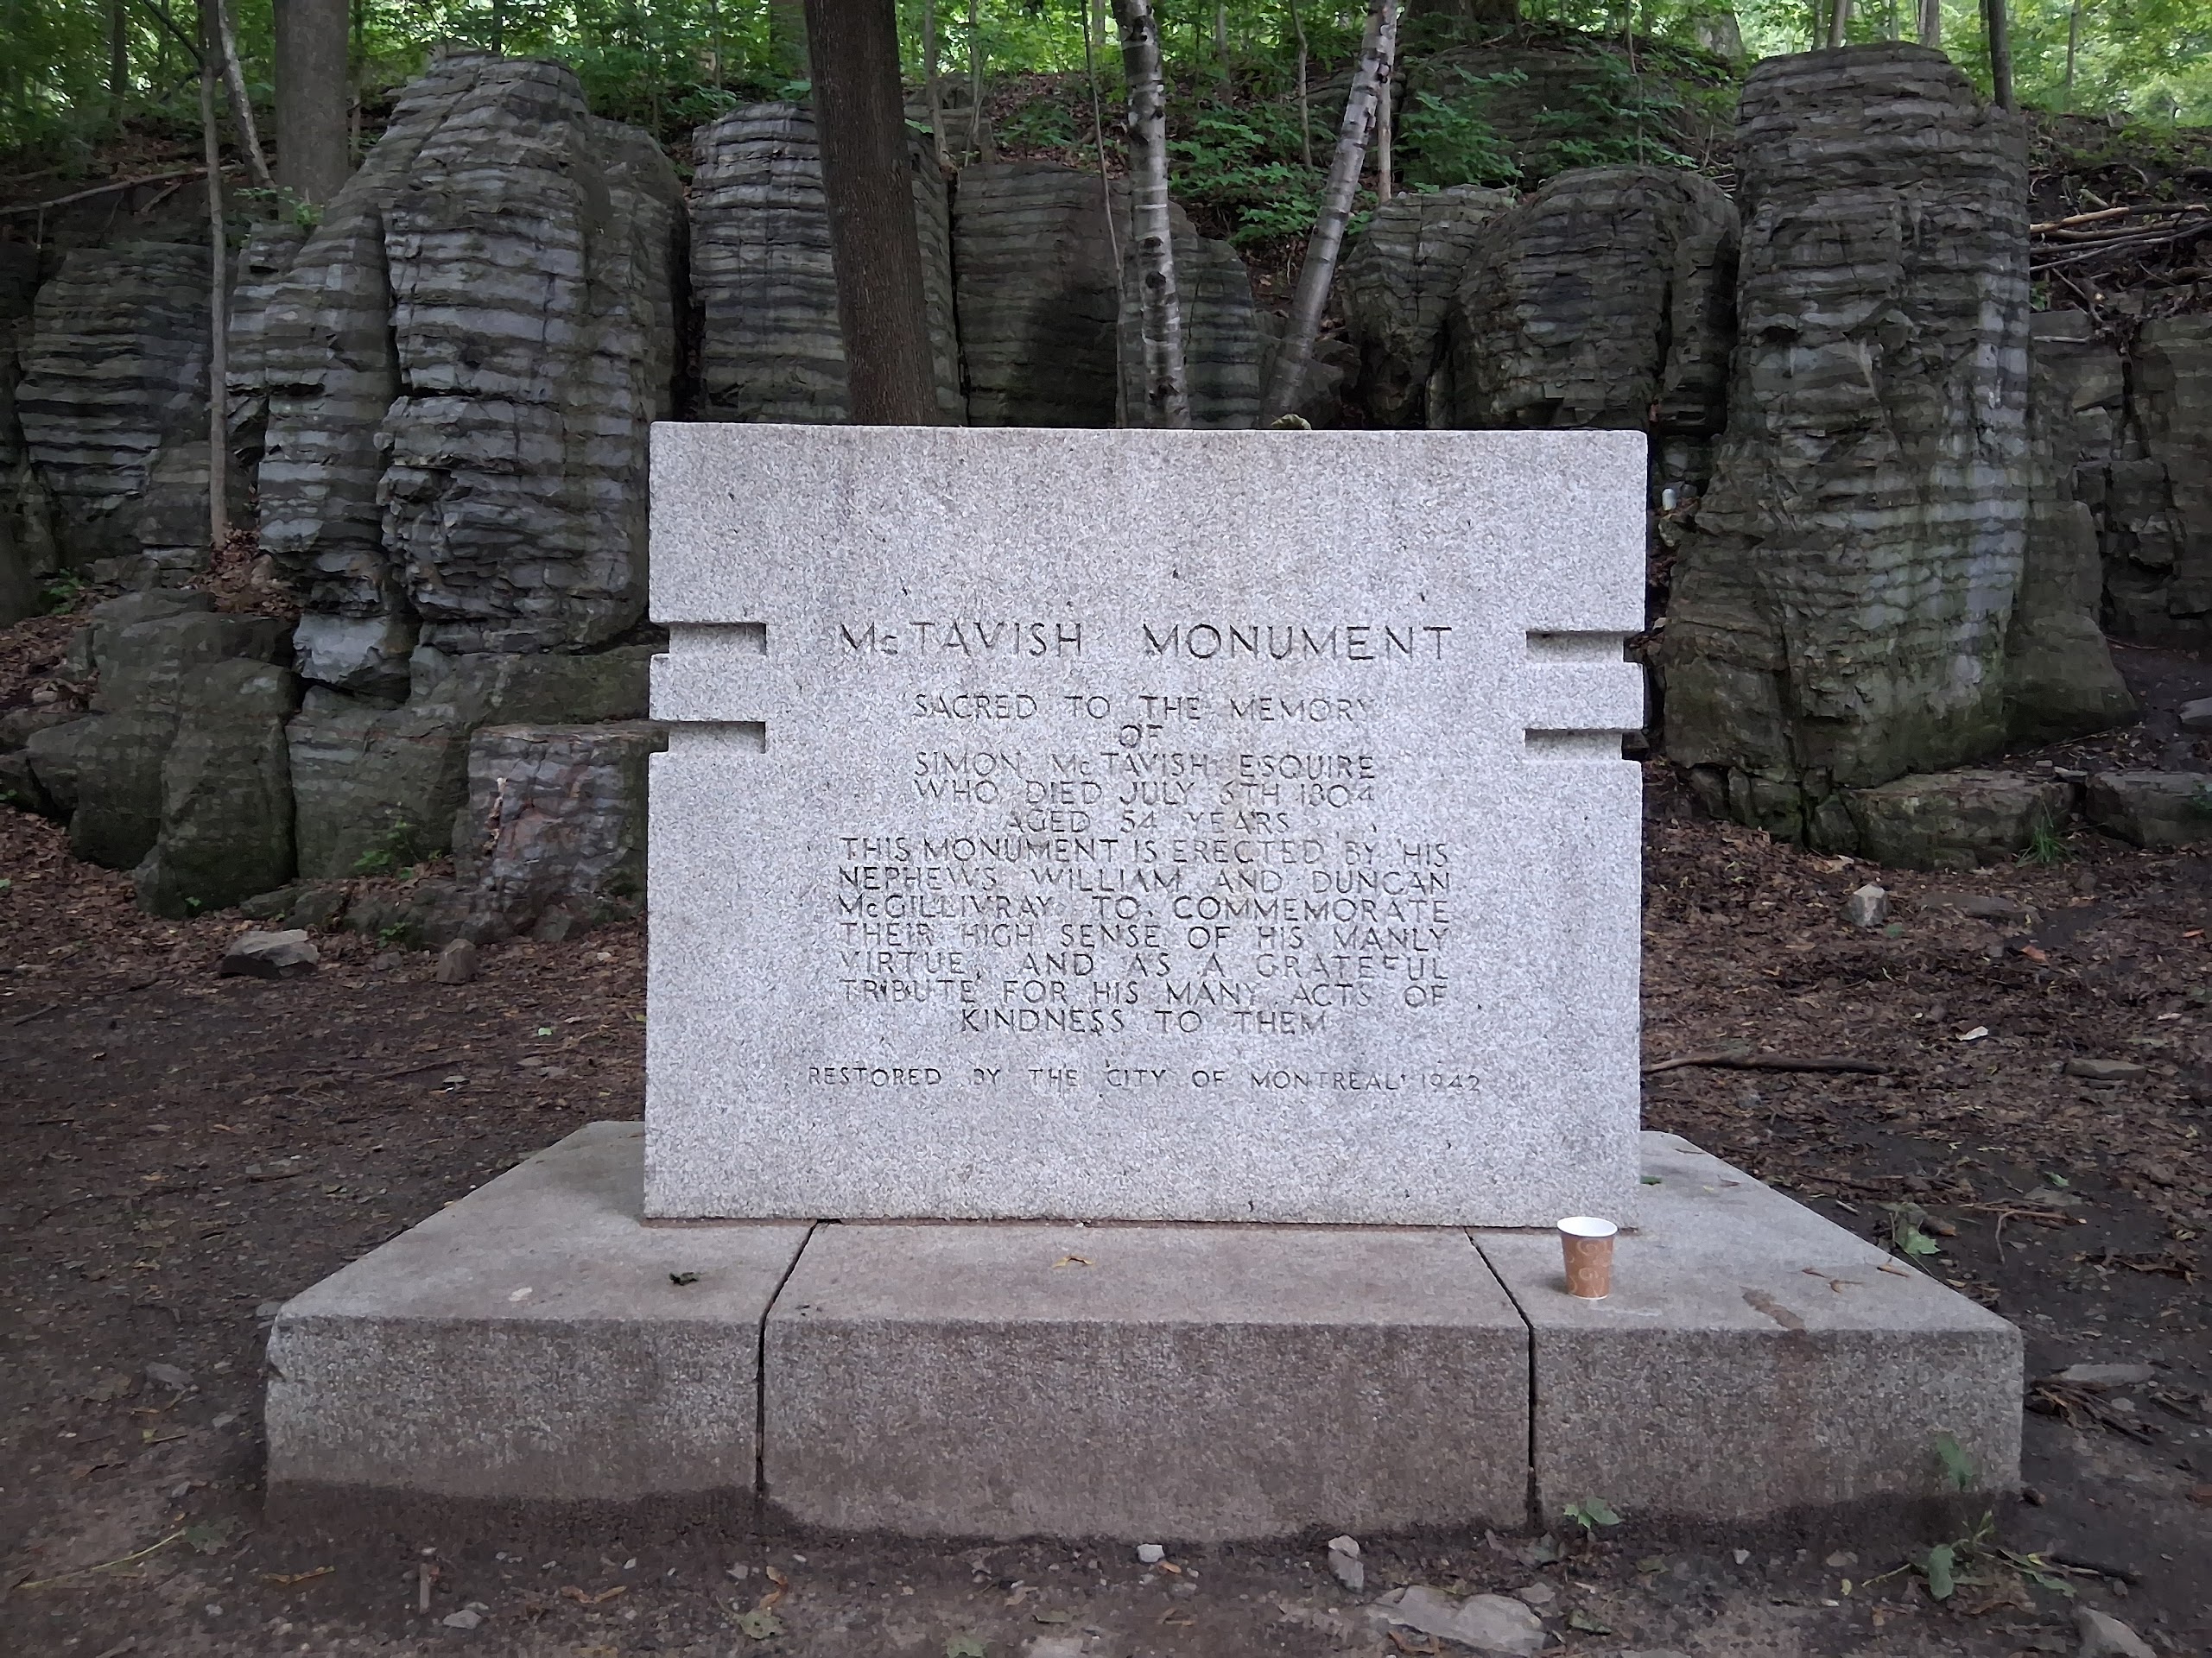 McTAVISH MONUMENT
SACRED TO THE MEMORY
OF
SIMON McTAVISH ESQUIRE
WHO DIED JULY 6TH 1804
AGED 54 YEARS
THIS MONUMENT IS ERECTED BY HIS
NEPHEWS WILLIAM AND DUNCAN
McGILLIVRAY TO COMMEMORATE
THEIR HIGH SENSE OF HIS MANLY
VIRTUE, AND AS A GRATEFUL
TRIBUTE FOR HIS MANY ACTS OF
KINDNESS TO THEM
RESTORED BY THE CITY OF MONTREAL 1942